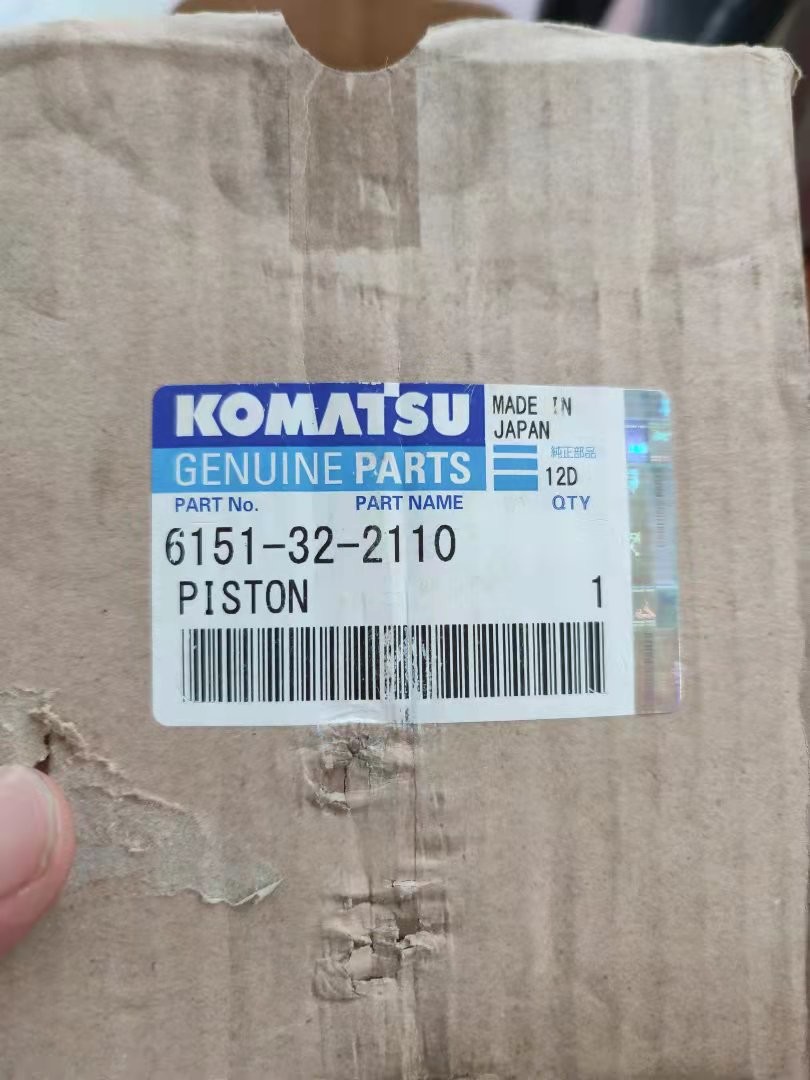 KOMATSU
MADE IN
JAPAN
GENUINE PARTS
純正部品
12D
PART No.
PART NAME
QTY
6151-32-2110
PISTON
1